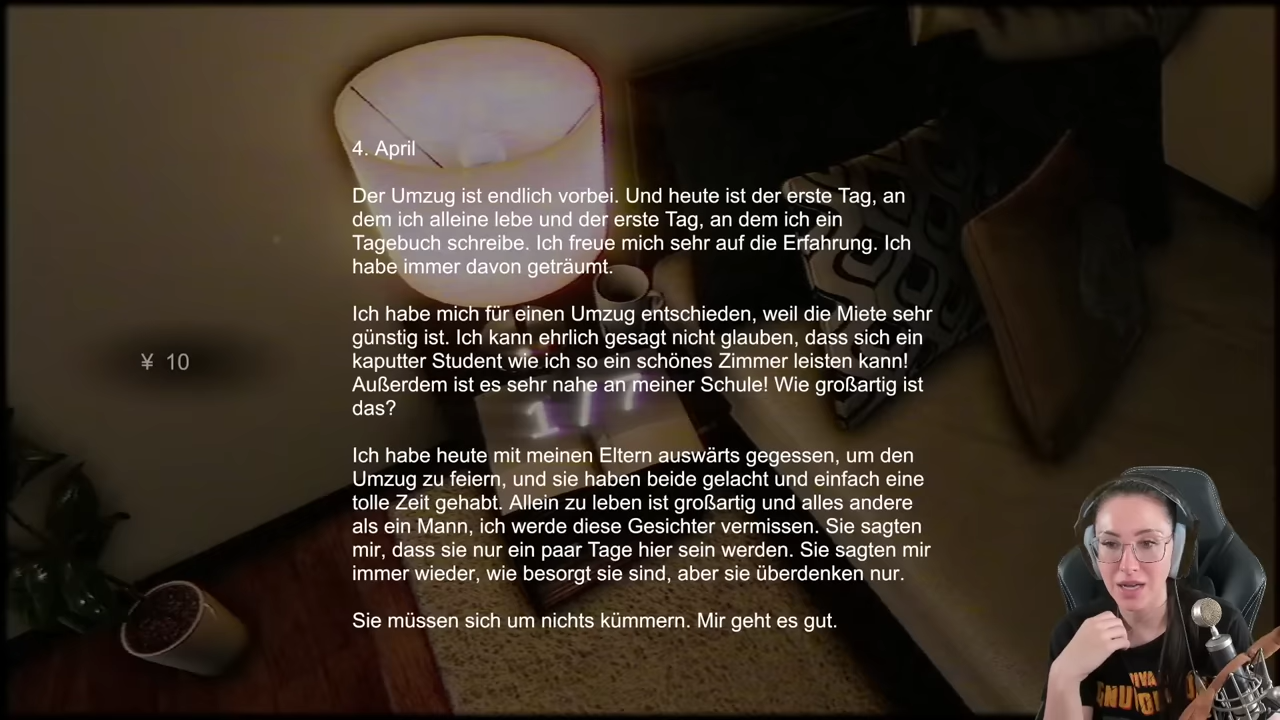 4. April
Der Umzug ist endlich vorbei. Und heute ist der erste Tag, an
dem ich alleine lebe und der erste Tag, an dem ich ein
Tagebuch schreibe. Ich freue mich sehr auf die Erfahrung. Ich
habe immer davon geträumt.
Ich habe mich für einen Umzug entschieden, weil die Miete sehr
günstig ist. Ich kann ehrlich gesagt nicht glauben, dass sich ein
kaputter Student wie ich so ein schönes Zimmer leisten kann!
Außerdem ist es sehr nahe an meiner Schule! Wie großartig ist
das?
Ich habe heute mit meinen Eltern auswärts gegessen, um den
Umzug zu feiern, und sie haben beide gelacht und einfach eine
tolle Zeit gehabt. Allein zu leben ist großartig und alles andere
als ein Mann, ich werde diese Gesichter vermissen. Sie sagten
mir, dass sie nur ein paar Tage hier sein werden. Sie sagten mir
immer wieder, wie besorgt sie sind, aber sie überdenken nur.
Sie müssen sich um nichts kümmern. Mir geht es gut.
¥ 10
1/7
VIVA